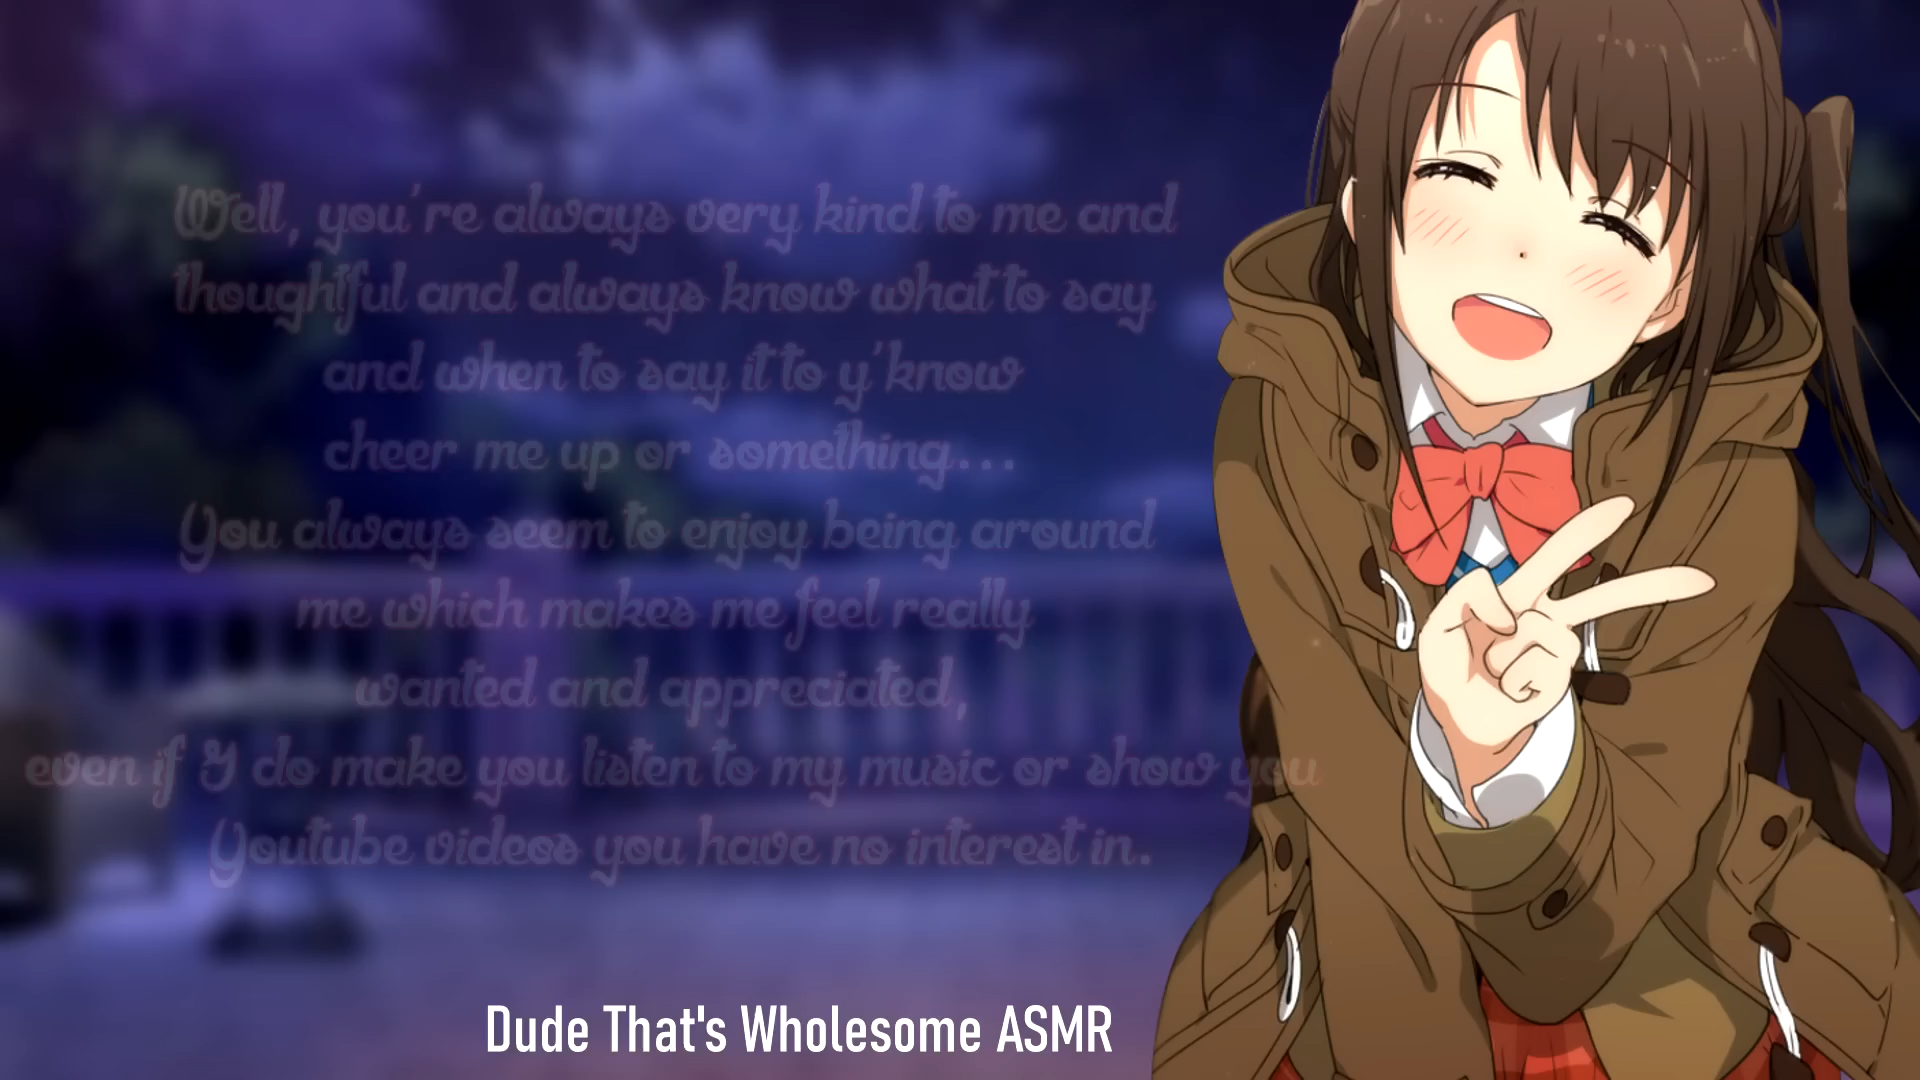 Well, you're always very kind to me and
thoughtful and always know what to say
and when to say it to y'know
cheer me up or something...
You always seem to enjoy being around
me which makes me feel really
wanted and appreciated,
even if I do make you listen to my music or show you
Youtube videos you have no interest in.
Dude That's Wholesome ASMR